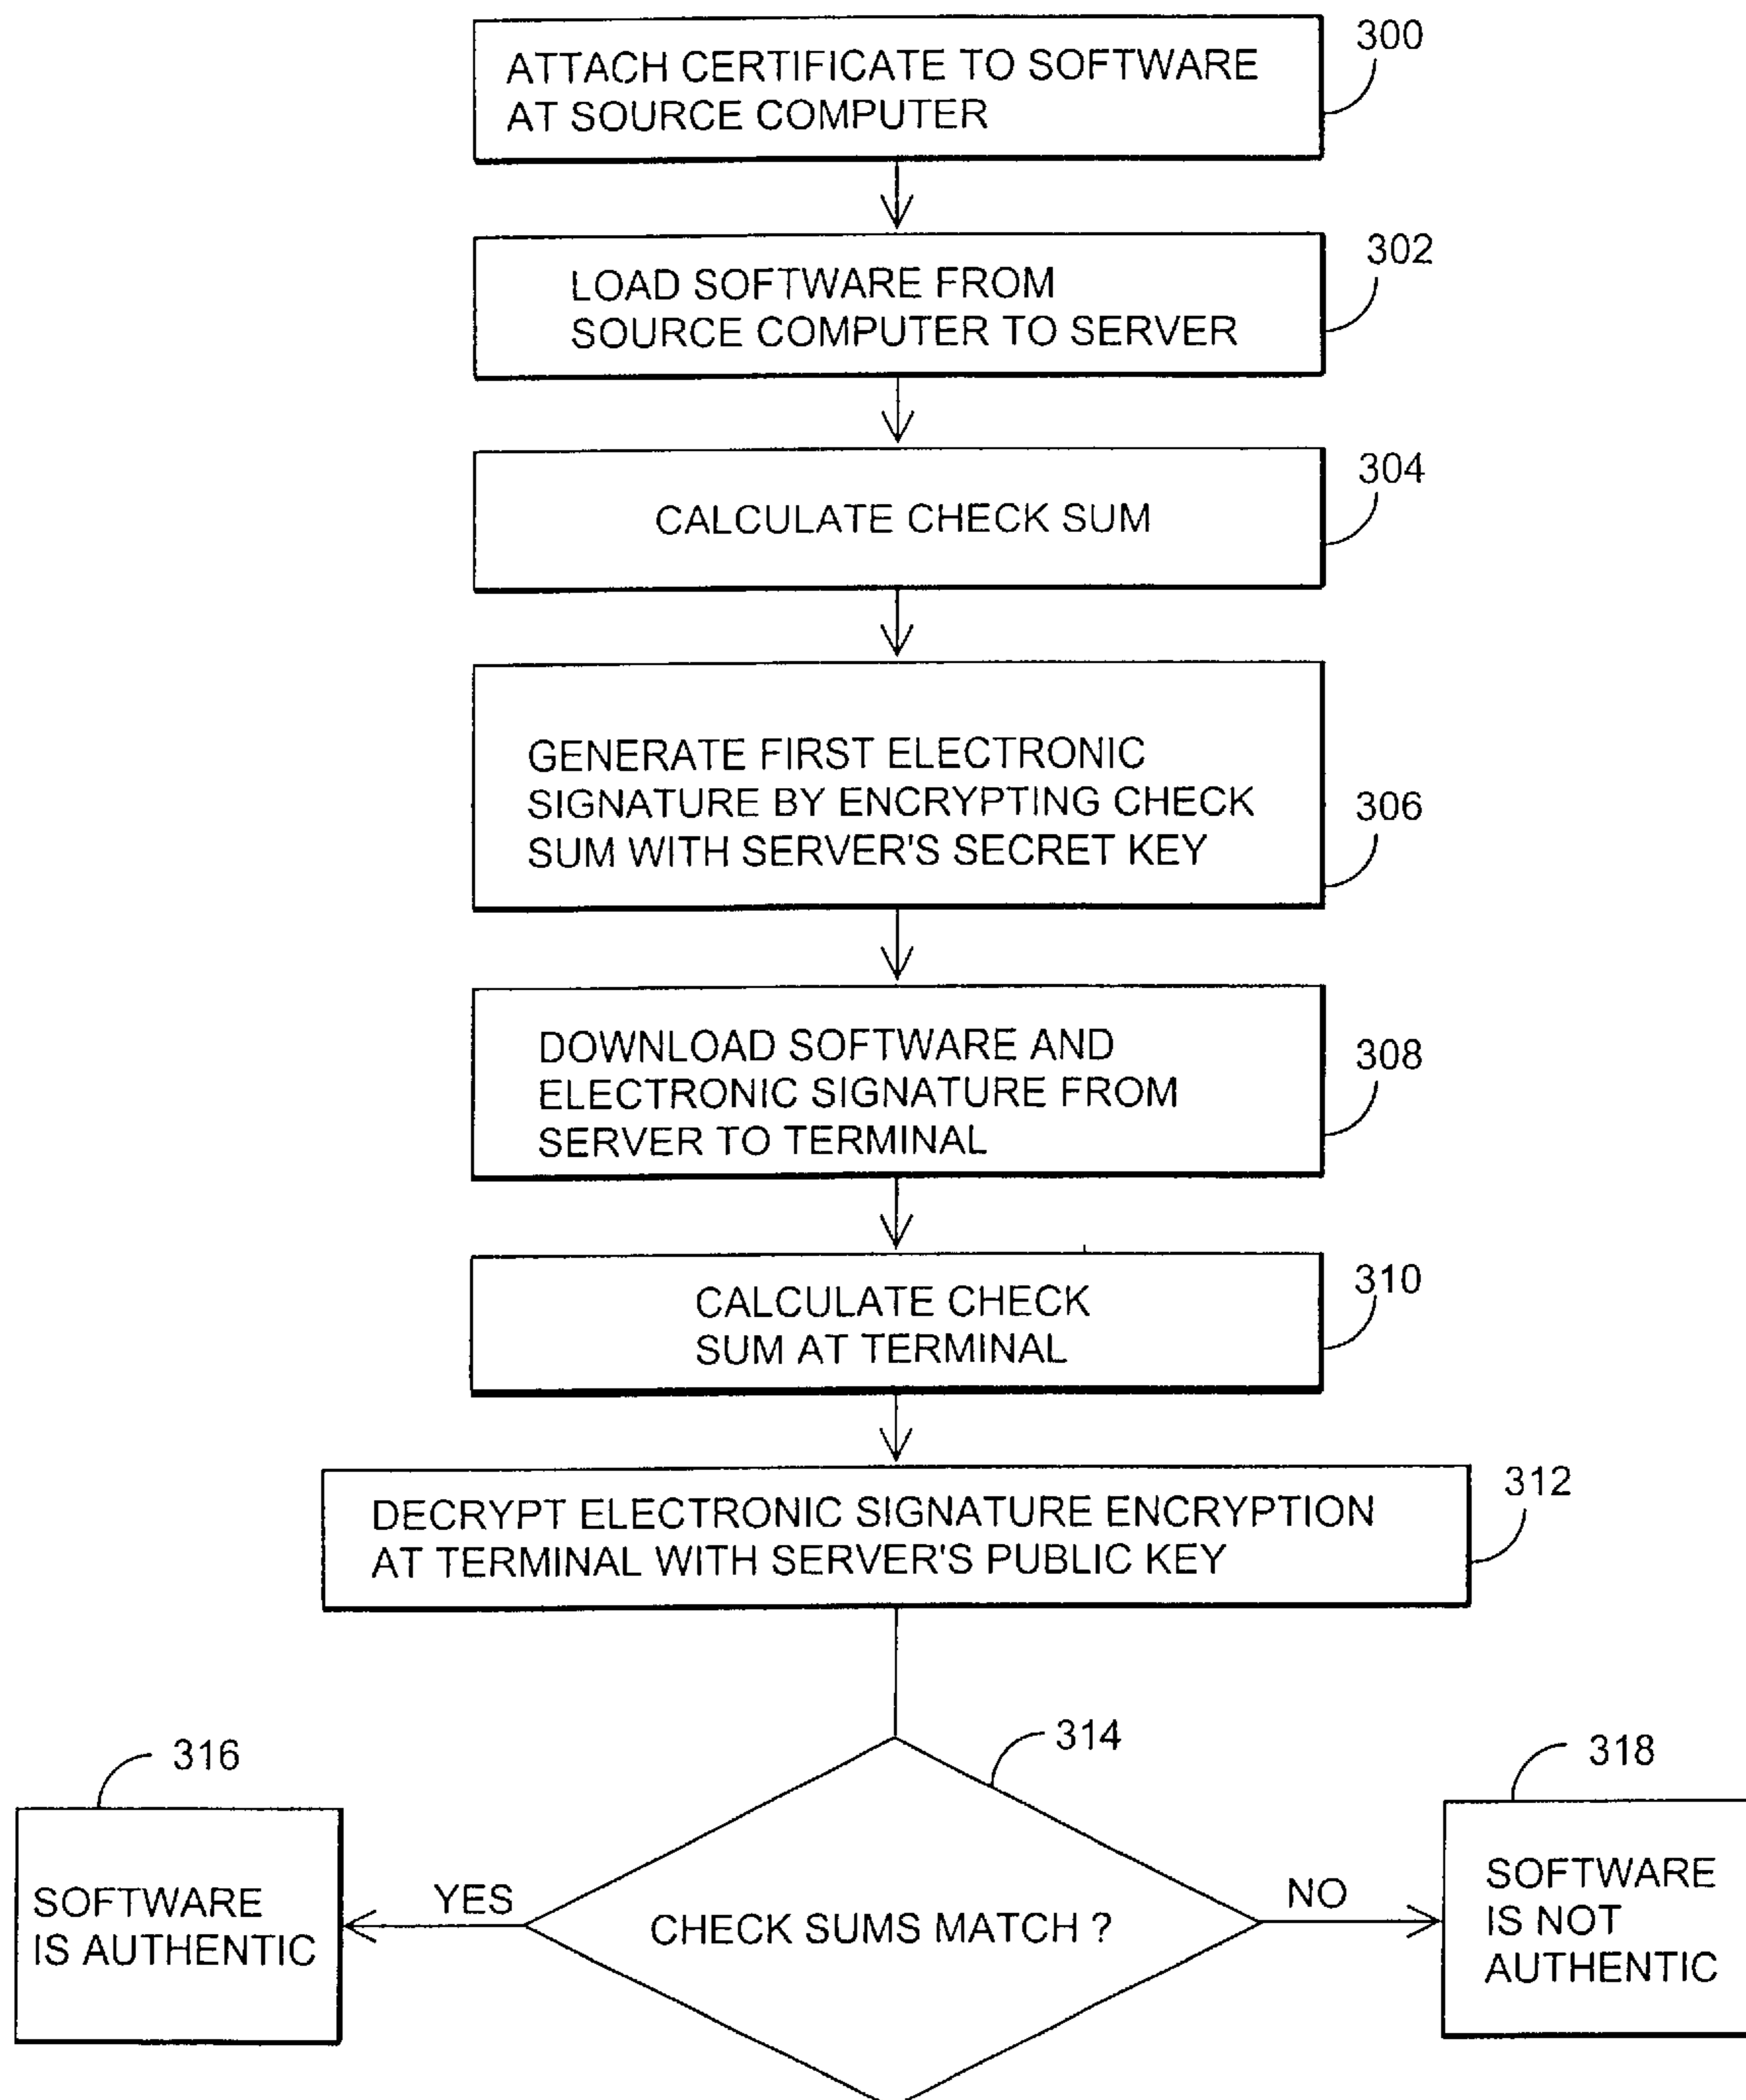 300
ATTACH CERTIFICATE TO SOFTWARE
AT SOURCE COMPUTER
302
LOAD SOFTWARE FROM
SOURCE COMPUTER TO SERVER
304
CALCULATE CHECK SUM
GENERATE FIRST ELECTRONIC
SIGNATURE BY ENCRYPTING CHECK
SUM WITH SERVER'S SECRET KEY
306
DOWNLOAD SOFTWARE AND
ELECTRONIC SIGNATURE FROM
SERVER TO TERMINAL
308
310
CALCULATE CHECK
SUM AT TERMINAL
312
DECRYPT ELECTRONIC SIGNATURE ENCRYPTION
AT TERMINAL WITH SERVER'S PUBLIC KEY
314
316
318
SOFTWARE
IS AUTHENTIC
YES
CHECK SUMS MATCH ?
NO
SOFTWARE
IS NOT
AUTHENTIC